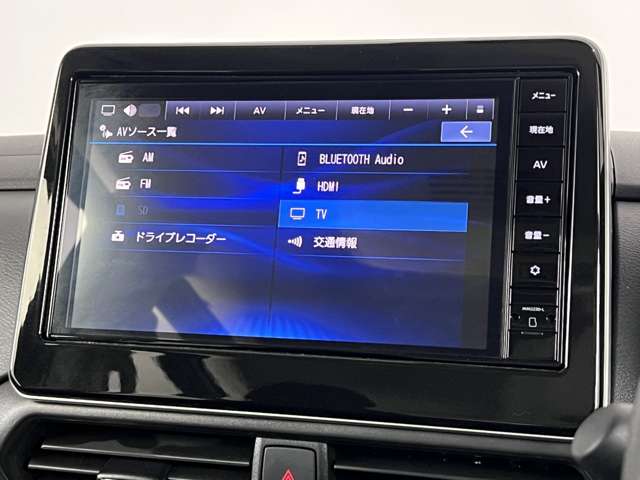 AV メニュー 現在地 − +
AVソース一覧
AM BLUETOOTH Audio
FM HDMI
SD TV
ドライブレコーダー 交通情報
メニュー
現在地
AV
音量+
音量−